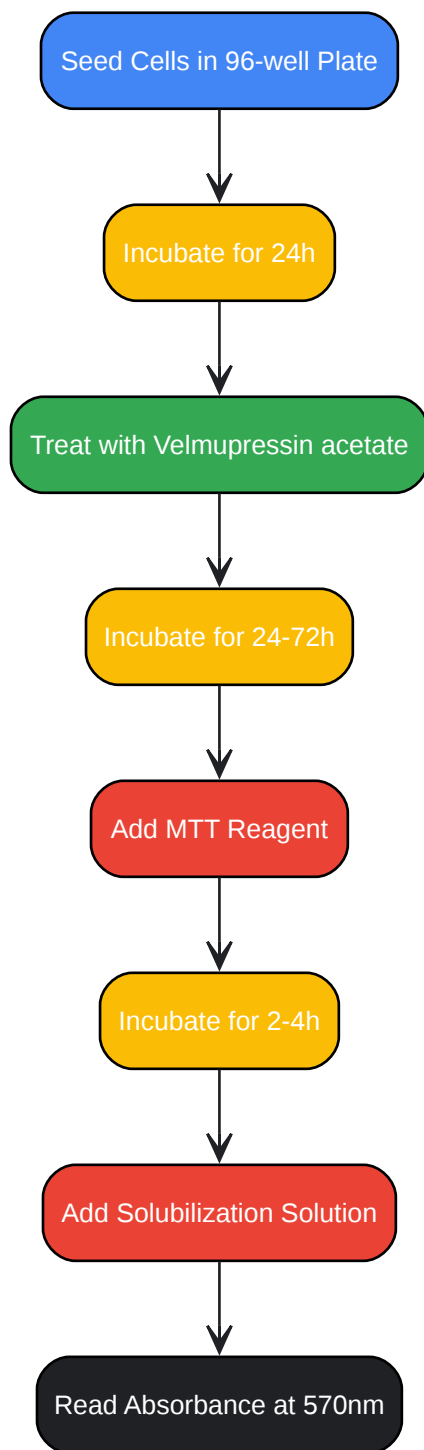 Seed Cells in 96-well Plate
Incubate for 24h
Treat with Velmupressin acetate
Incubate for 24-72h
Add MTT Reagent
Incubate for 2-4h
Add Solubilization Solution
Read Absorbance at 570nm